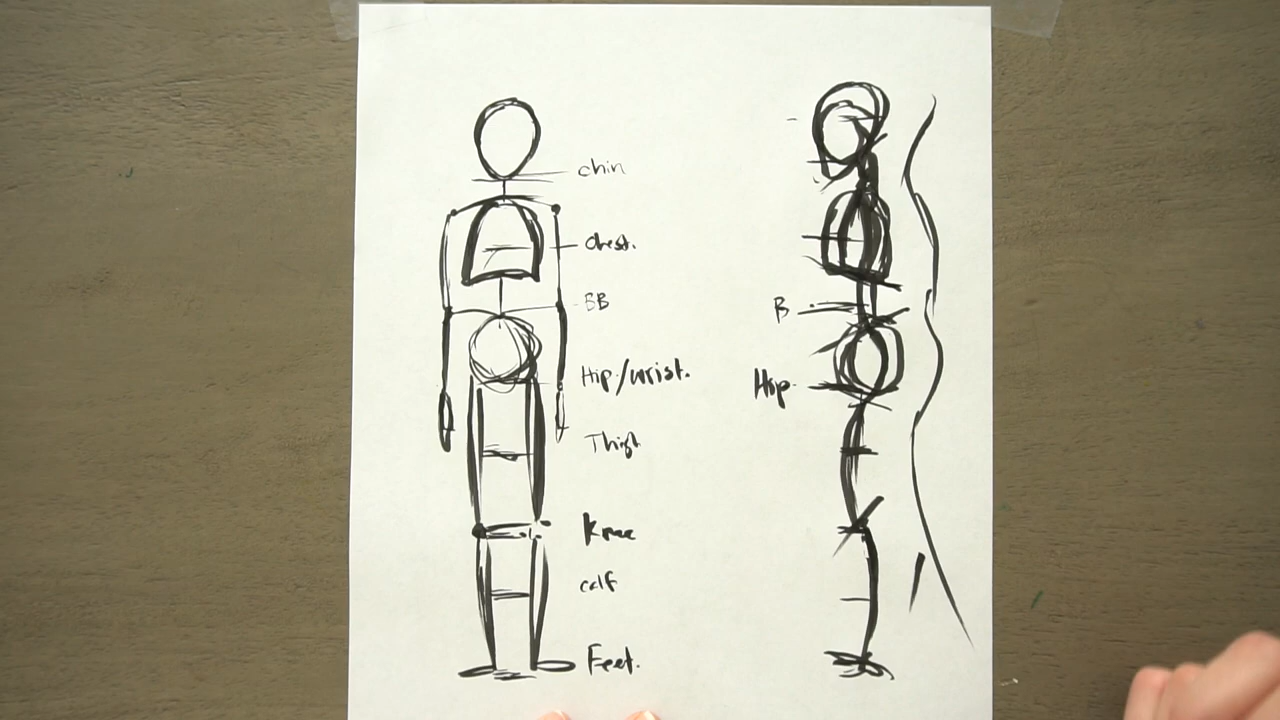 chin
chest.
BB
Hip/wrist.
Thigh
Knee
calf
Feet.
B
Hip